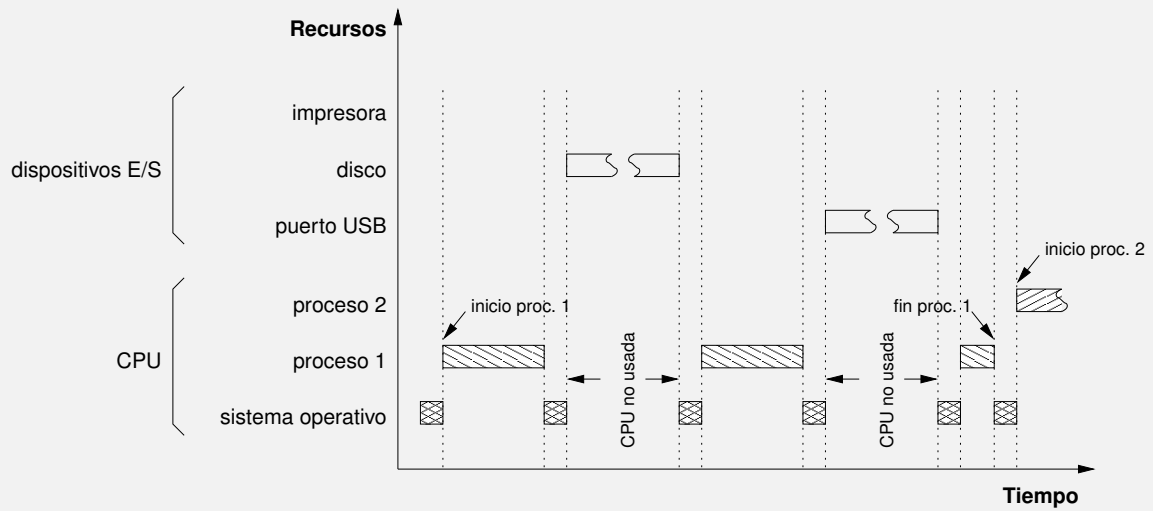 Recursos
impresora
dispositivos E/S
disco
puerto USB
inicio proc. 2
proceso 2
inicio proc. 1
fin proc. 1
CPU
proceso 1
CPU no usada
CPU no usada
sistema operativo
Tiempo